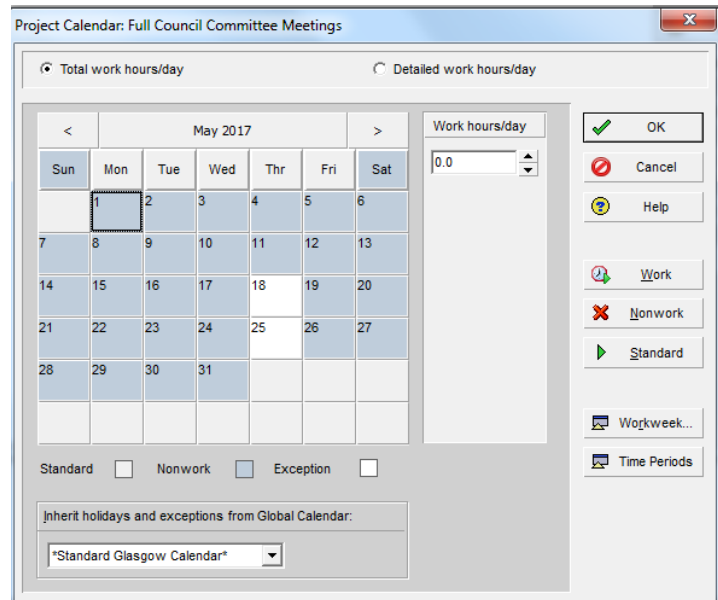 Project Calendar: Full Council Committee Meetings
Total work hours/day Detailed work hours/day
< May 2017 > Work hours/day OK
Sun Mon Tue Wed Thr Fri Sat 0.0 Cancel
1 2 3 4 5 6 Help
7 8 9 10 11 12 13
14 15 16 17 18 19 20 Work
21 22 23 24 25 26 27 Nonwork
28 29 30 31 Standard
Workweek...
Standard Nonwork Exception Time Periods
Inherit holidays and exceptions from Global Calendar:
*Standard Glasgow Calendar*